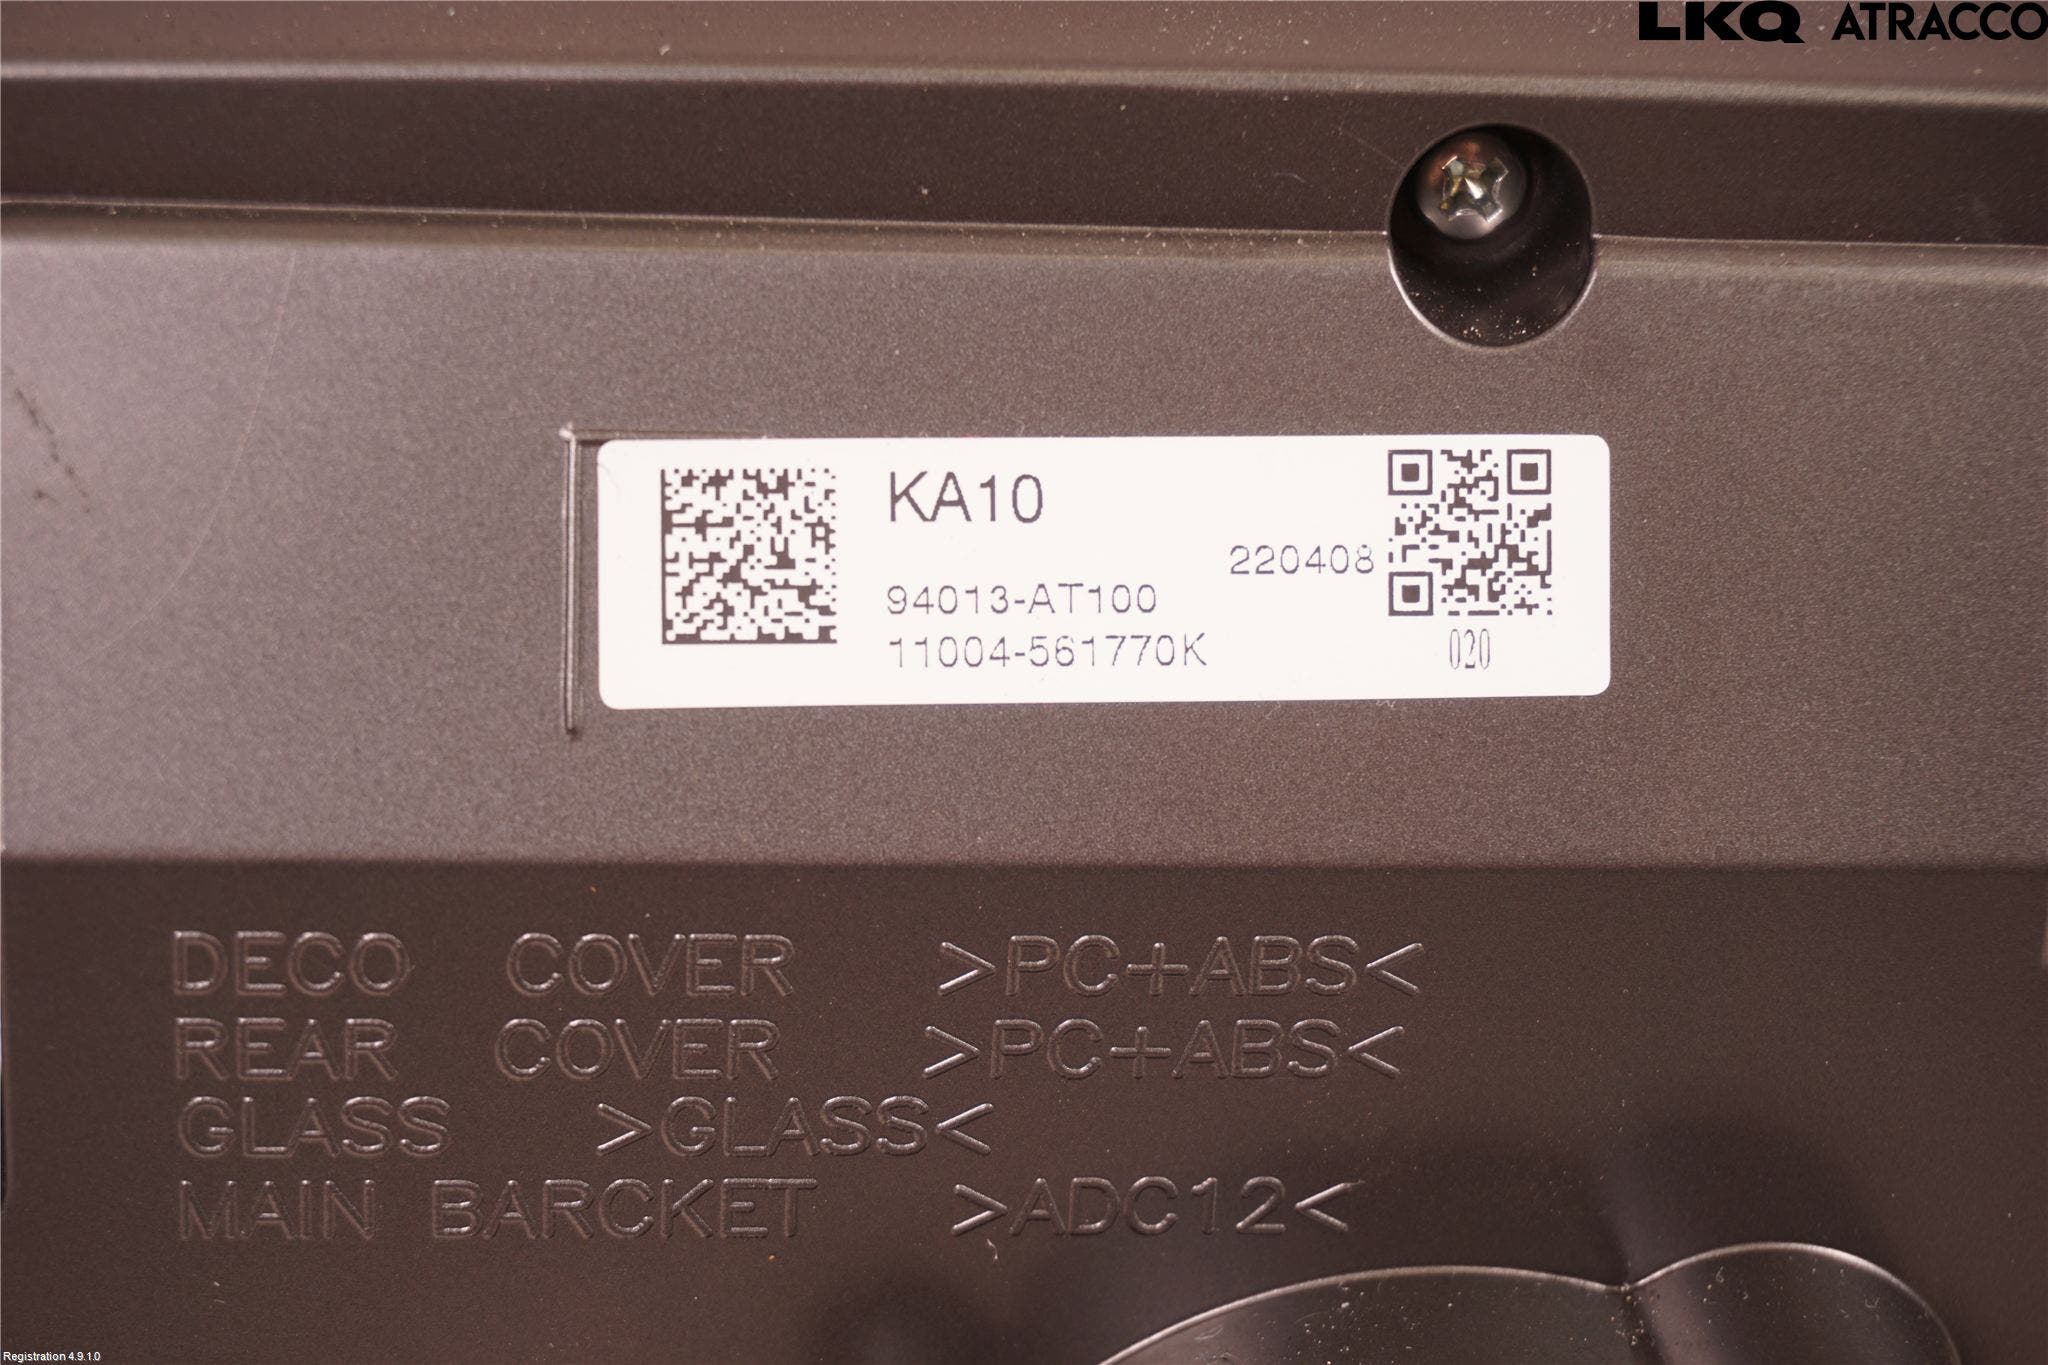 LKQ ATRACCO
KA10
220408
94013-AT100
11004-561770K
020
DECO COVER >PC+ABS<
REAR COVER >PC+ABS<
GLASS >GLASS<
MAIN BARCKET >ADC12<
Registration 4.9.1.0